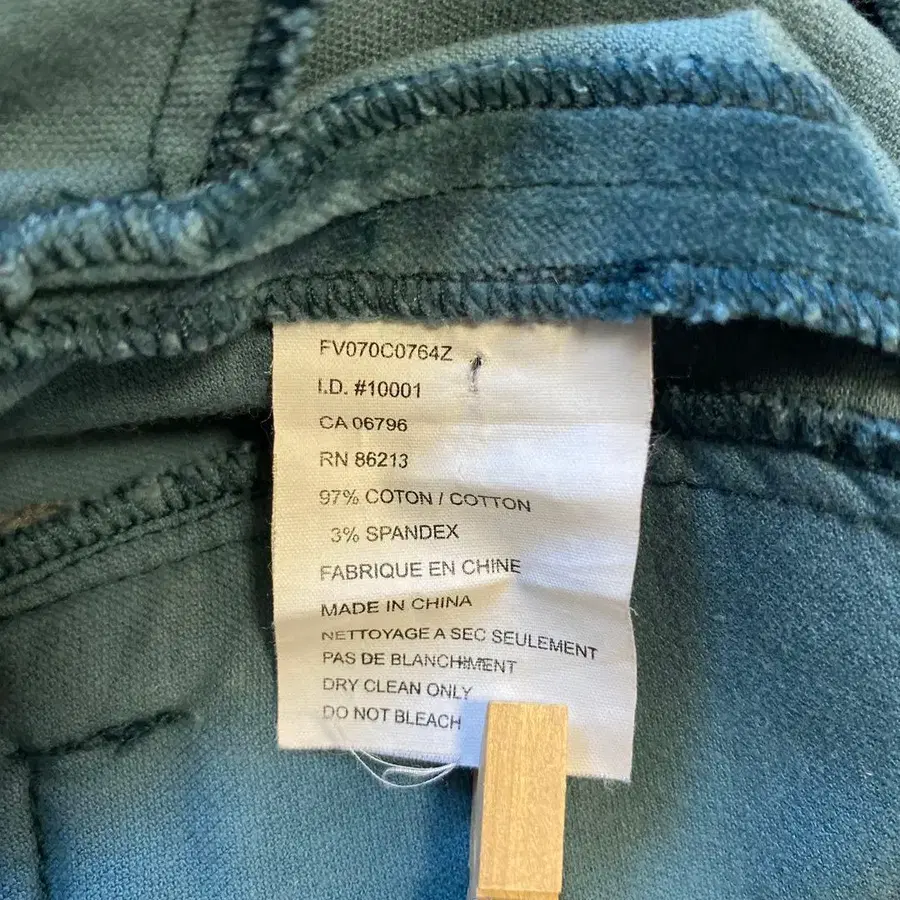 FV070C0764Z
I.D. #10001
CA 06796
RN 86213
97% COTON / COTTON
3% SPANDEX
FABRIQUE EN CHINE
MADE IN CHINA
NETTOYAGE A SEC SEULEMENT
PAS DE BLANCHIMENT
DRY CLEAN ONLY
DO NOT BLEACH